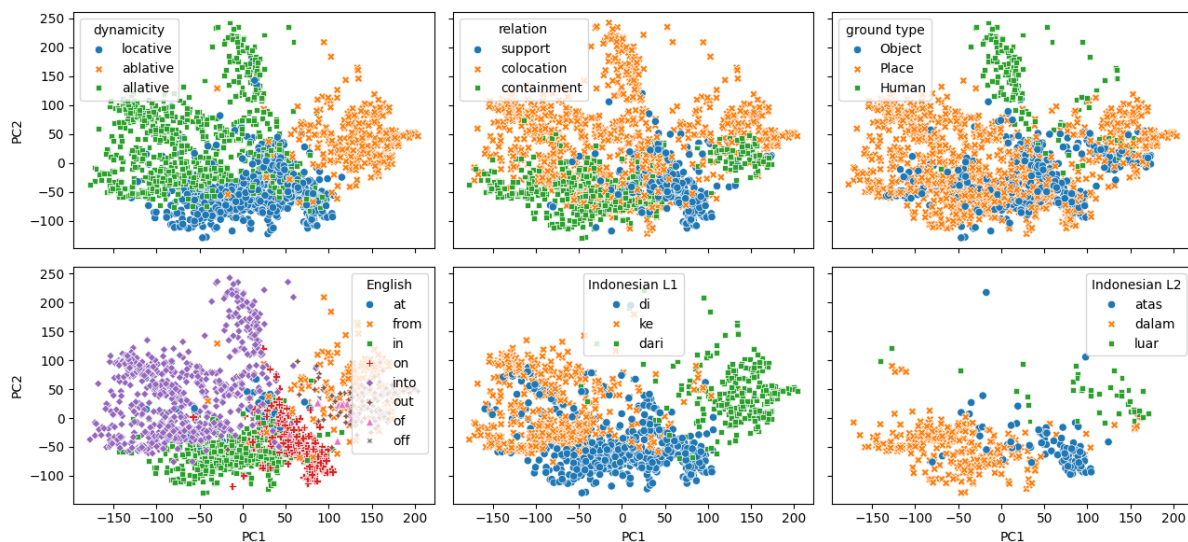 dynamicity
locative
ablative
allative
relation
support
colocation
containment
ground type
Object
Place
Human
PC2
250
200
150
100
50
0
−50
−100
English
at
from
in
on
into
out
of
off
Indonesian L1
di
ke
dari
Indonesian L2
atas
dalam
luar
PC2
250
200
150
100
50
0
−50
−100
−150 −100 −50 0 50 100 150 200
−150 −100 −50 0 50 100 150 200
−150 −100 −50 0 50 100 150 200
PC1
PC1
PC1